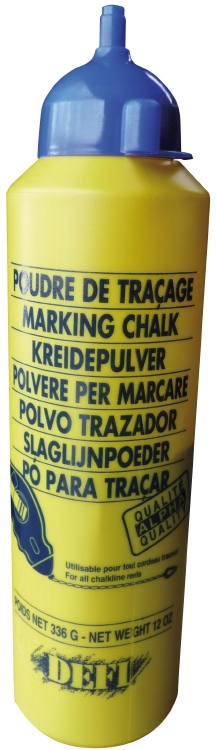 POUDRE DE TRAÇAGE
MARKING CHALK
KREIDEPULVER
POLVERE PER MARCARE
POLVO TRAZADOR
SLAGLIJNPOEDER
PÓ PARA TRAÇAR
QUALITÉ
ALPHA
QUALITY
Utilisable pour tout cordeau traceur
For all chalkline reels
POIDS NET 336 G - NET WEIGHT 12 OZ
DEFI